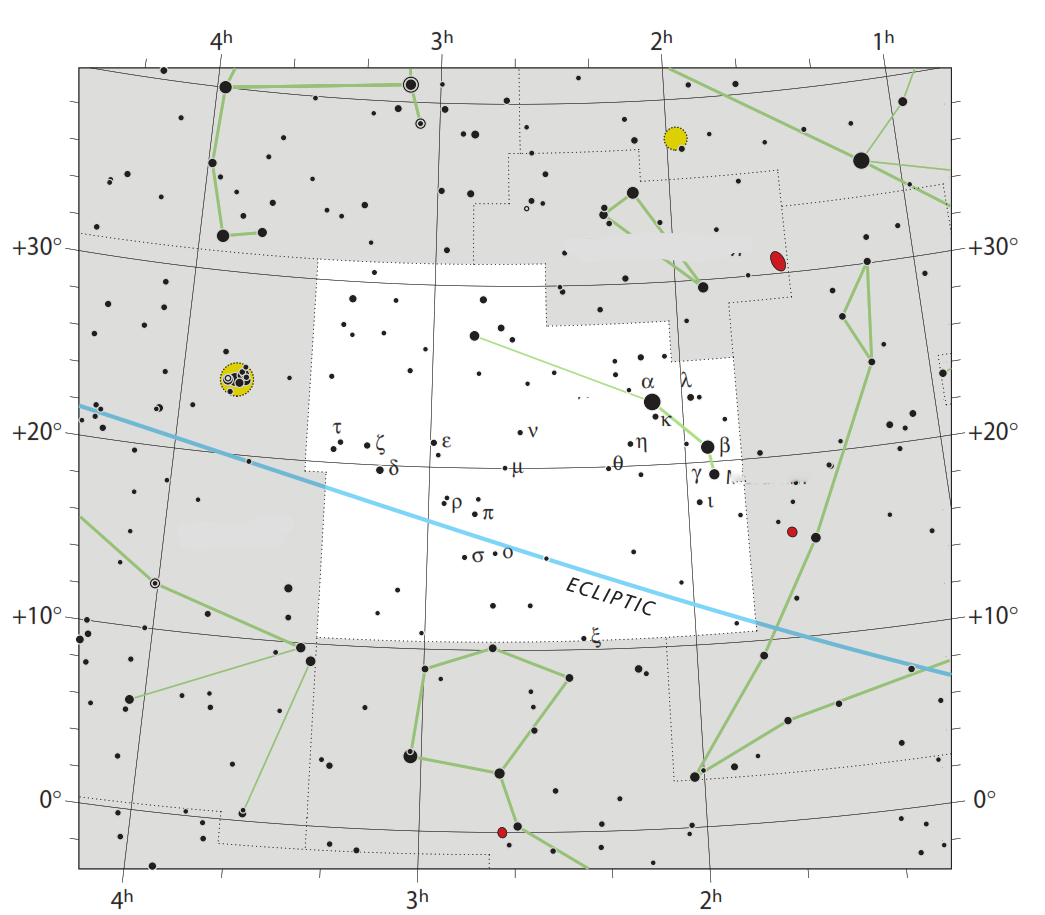 4h 3h 2h 1h
+30° +30°
α λ
κ
τ ζ ε ν η β
δ μ θ γ
ρ π ι
+20° +20°
σ ο
ECLIPTIC
+10° +10°
ξ
0° 0°
4h 3h 2h